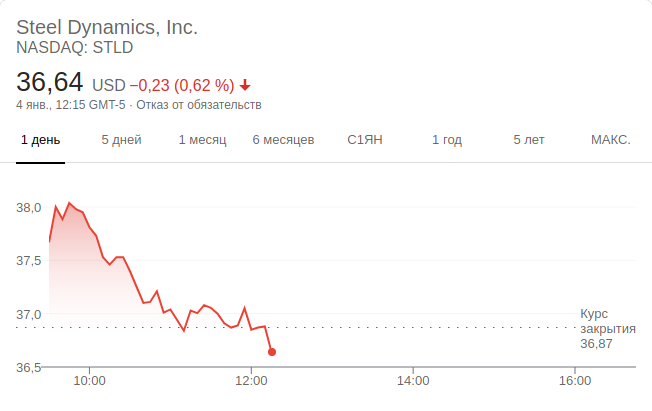 Steel Dynamics, Inc.
NASDAQ: STLD
36,64 USD −0,23 (0,62 %)
4 янв., 12:15 GMT-5 · Отказ от обязательств
1 день 5 дней 1 месяц 6 месяцев С1ЯН 1 год 5 лет МАКС.
38,0
37,5
37,0
36,5
Курс
закрытия
36,87
10:00 12:00 14:00 16:00